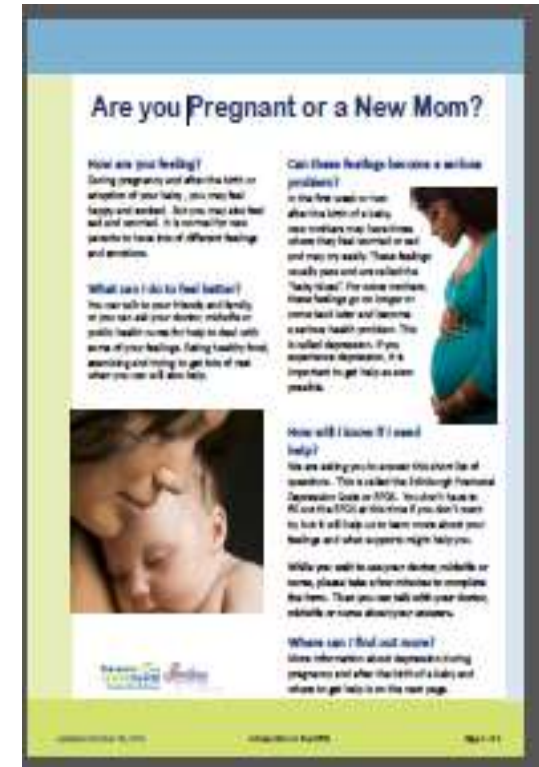 Are you Pregnant or a New Mom?
How are you feeling?
During pregnancy and after the birth or
adoption of your baby, you may feel
happy and excited. But you may also feel
sad and worried. It is normal for new
parents to have lots of different feelings
and emotions.
What can I do to feel better?
You can talk to your friends and family,
or you can ask your doctor, midwife or
public health nurse for help to deal with
some of your feelings. Eating healthy food,
exercising and trying to get lots of rest
when you can will also help.
Can these feelings become a serious
problem?
In the first week or two
after the birth of a baby,
new mothers may have times
where they feel worried or sad
and may cry easily. These feelings
usually pass and are called the
"baby blues". For some mothers,
these feelings go on longer or
come back later and become
a serious health problem. This
is called depression. If you
experience depression, it is
important to get help as soon
possible.
How will I know if I need
help?
We are asking you to answer this short list of
questions. This is called the Edinburgh Postnatal
Depression Scale or EPDS. You don't have to
fill out the EPDS at this time if you don't want
to, but it will help us to learn more about your
feelings and what supports might help you.
While you wait to see your doctor, midwife or
nurse, please take a few minutes to complete
the form. Then you can talk with your doctor,
midwife or nurse about your answers.
Where can I find out more?
More information about depression during
pregnancy and after the birth of a baby and
where to get help is on the next page.